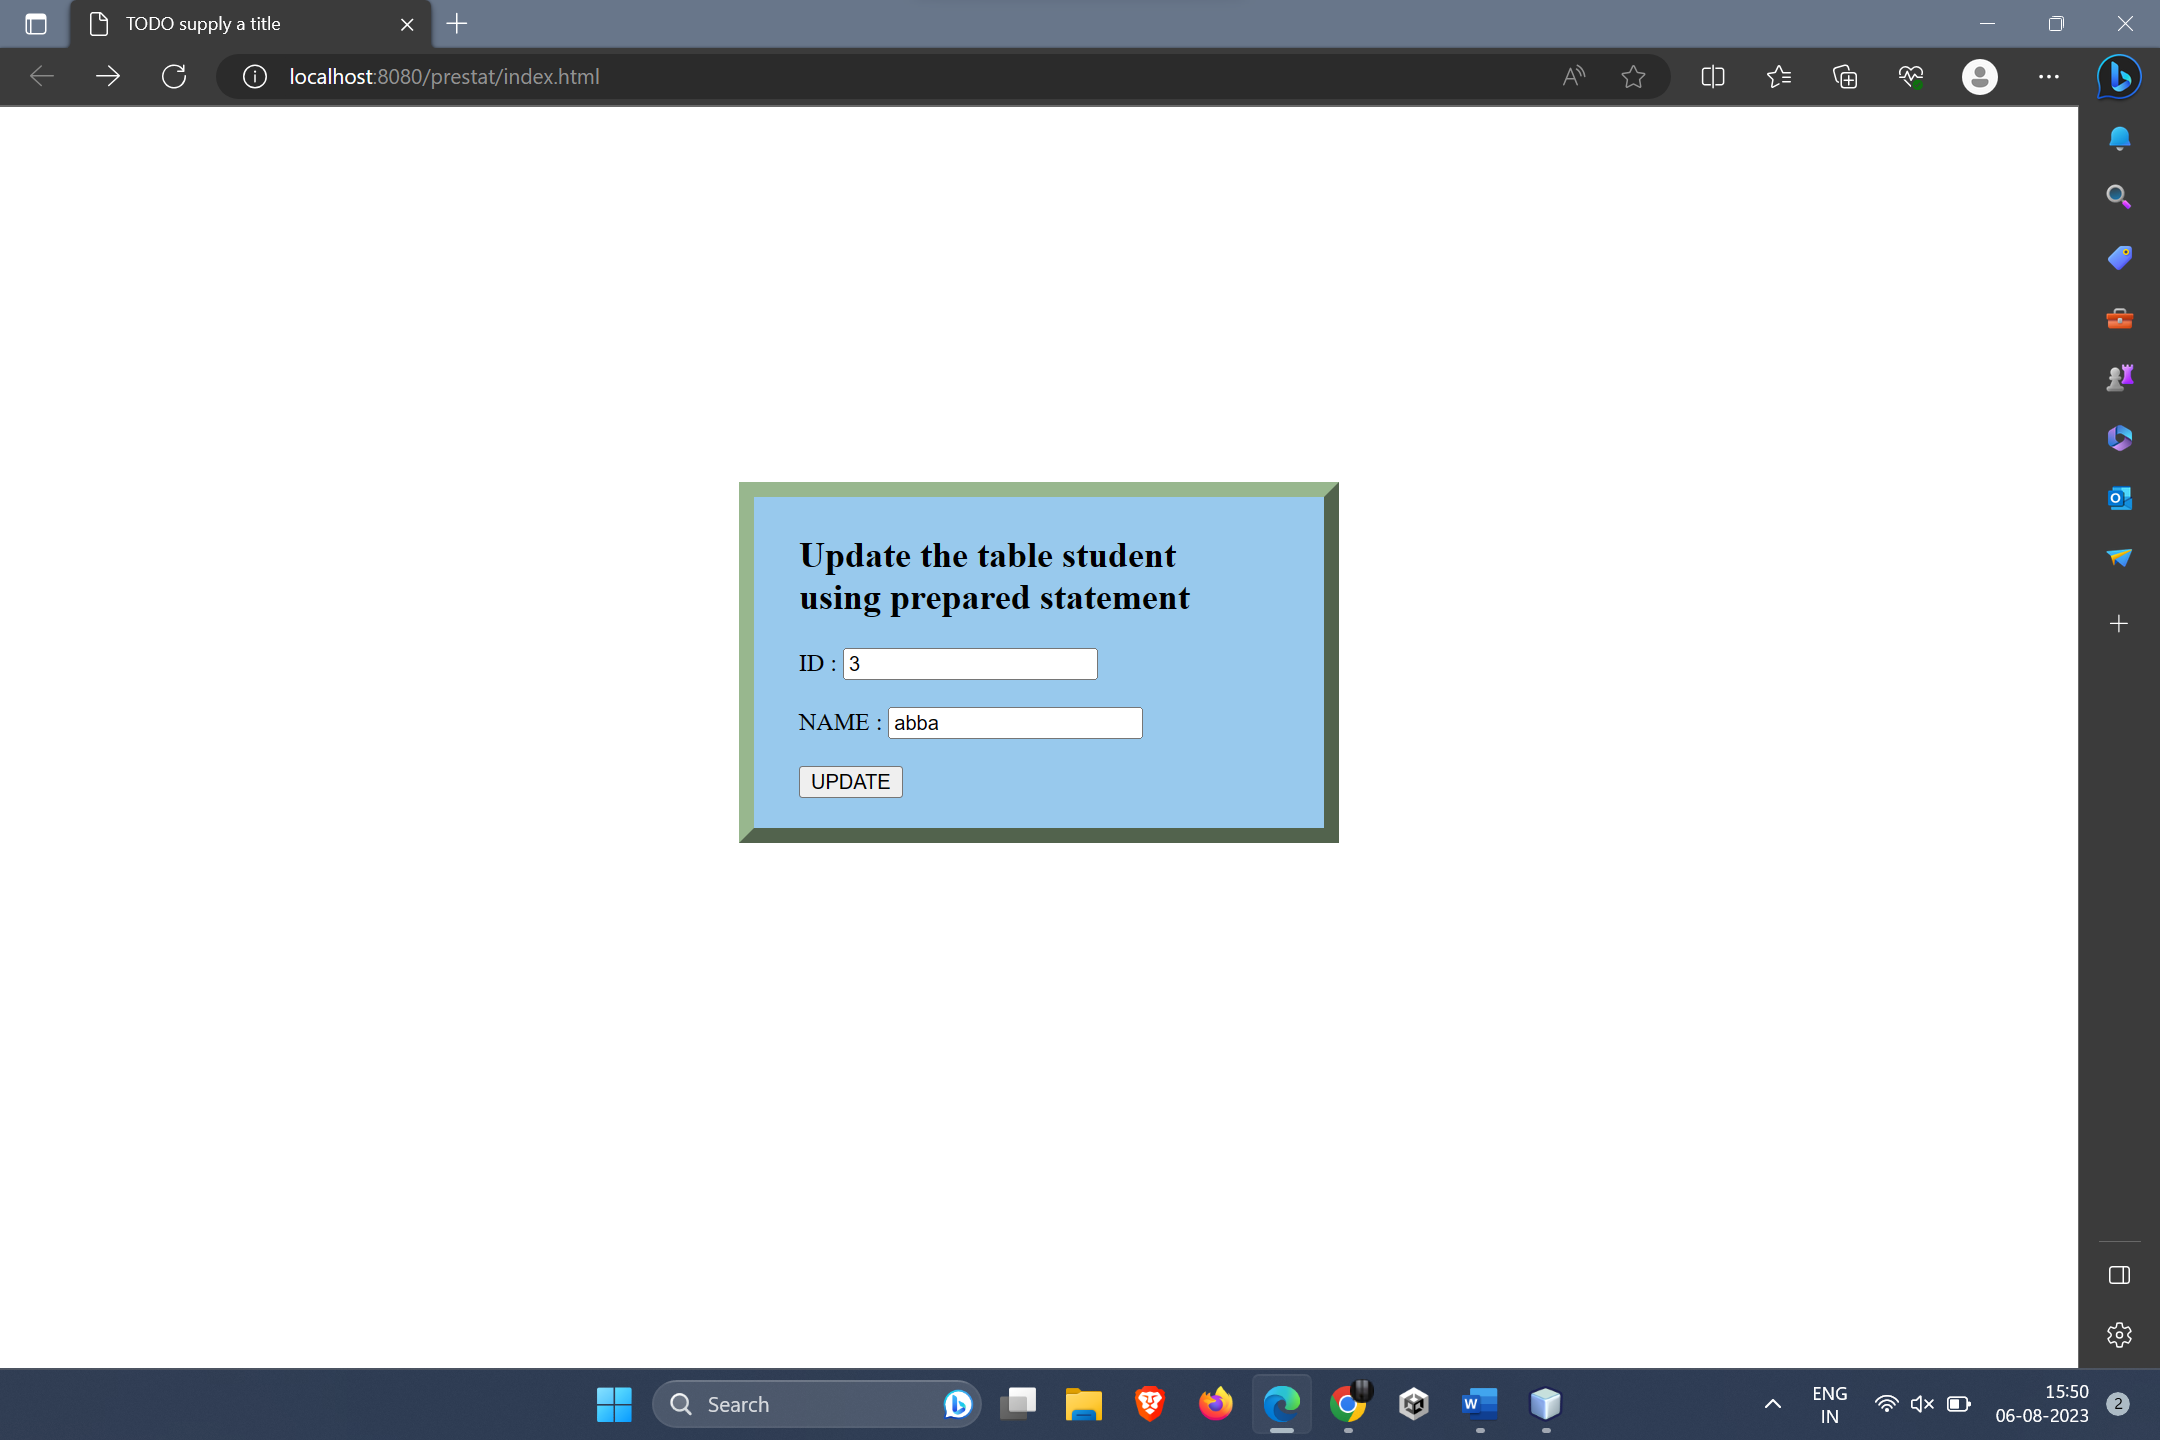 TODO supply a title
localhost:8080/prestat/index.html
Update the table student
using prepared statement
ID : 3
NAME : abba
UPDATE
Search
ENG
IN
15:50
06-08-2023
2